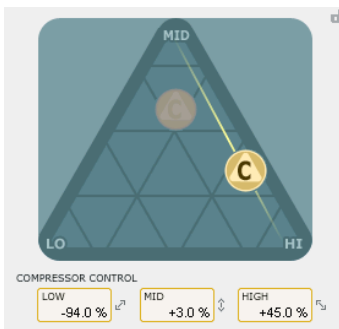 MID
C
C
LO HI
COMPRESSOR CONTROL
LOW MID HIGH
-94.0 % +3.0 % +45.0 %